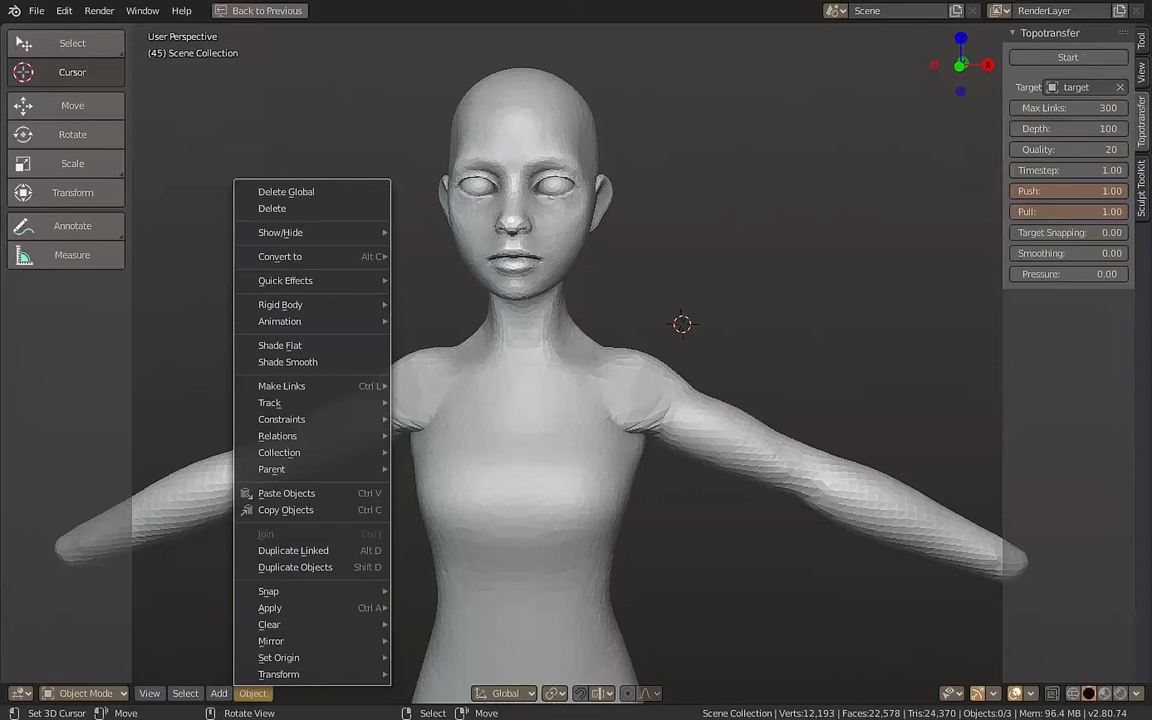 File Edit Render Window Help Back to Previous Scene RenderLayer
User Perspective
(45) Scene Collection
Select
Cursor
Move
Rotate
Scale
Transform
Annotate
Measure
Delete Global
Delete
Show/Hide
Convert to Alt C
Quick Effects
Rigid Body
Animation
Shade Flat
Shade Smooth
Make Links Ctrl L
Track
Constraints
Relations
Collection
Parent
Paste Objects Ctrl V
Copy Objects Ctrl C
Join Ctrl J
Duplicate Linked Alt D
Duplicate Objects Shift D
Snap
Apply Ctrl A
Clear
Mirror
Set Origin
Transform
X
Topotransfer
Start
Target target
Max Links: 300
Depth: 100
Quality: 20
Timestep: 1.00
Push: 1.00
Pull: 1.00
Target Snapping: 0.00
Smoothing: 0.00
Pressure: 0.00
Tool
View
Topotransfer
Sculpt ToolKit
Object Mode View Select Add Object Global
Set 3D Cursor Move Rotate View Select Move Scene Collection | Verts:12,193 | Faces:22,578 | Tris:24,370 | Objects:0/3 | Mem: 96.4 MB | v2.80.74